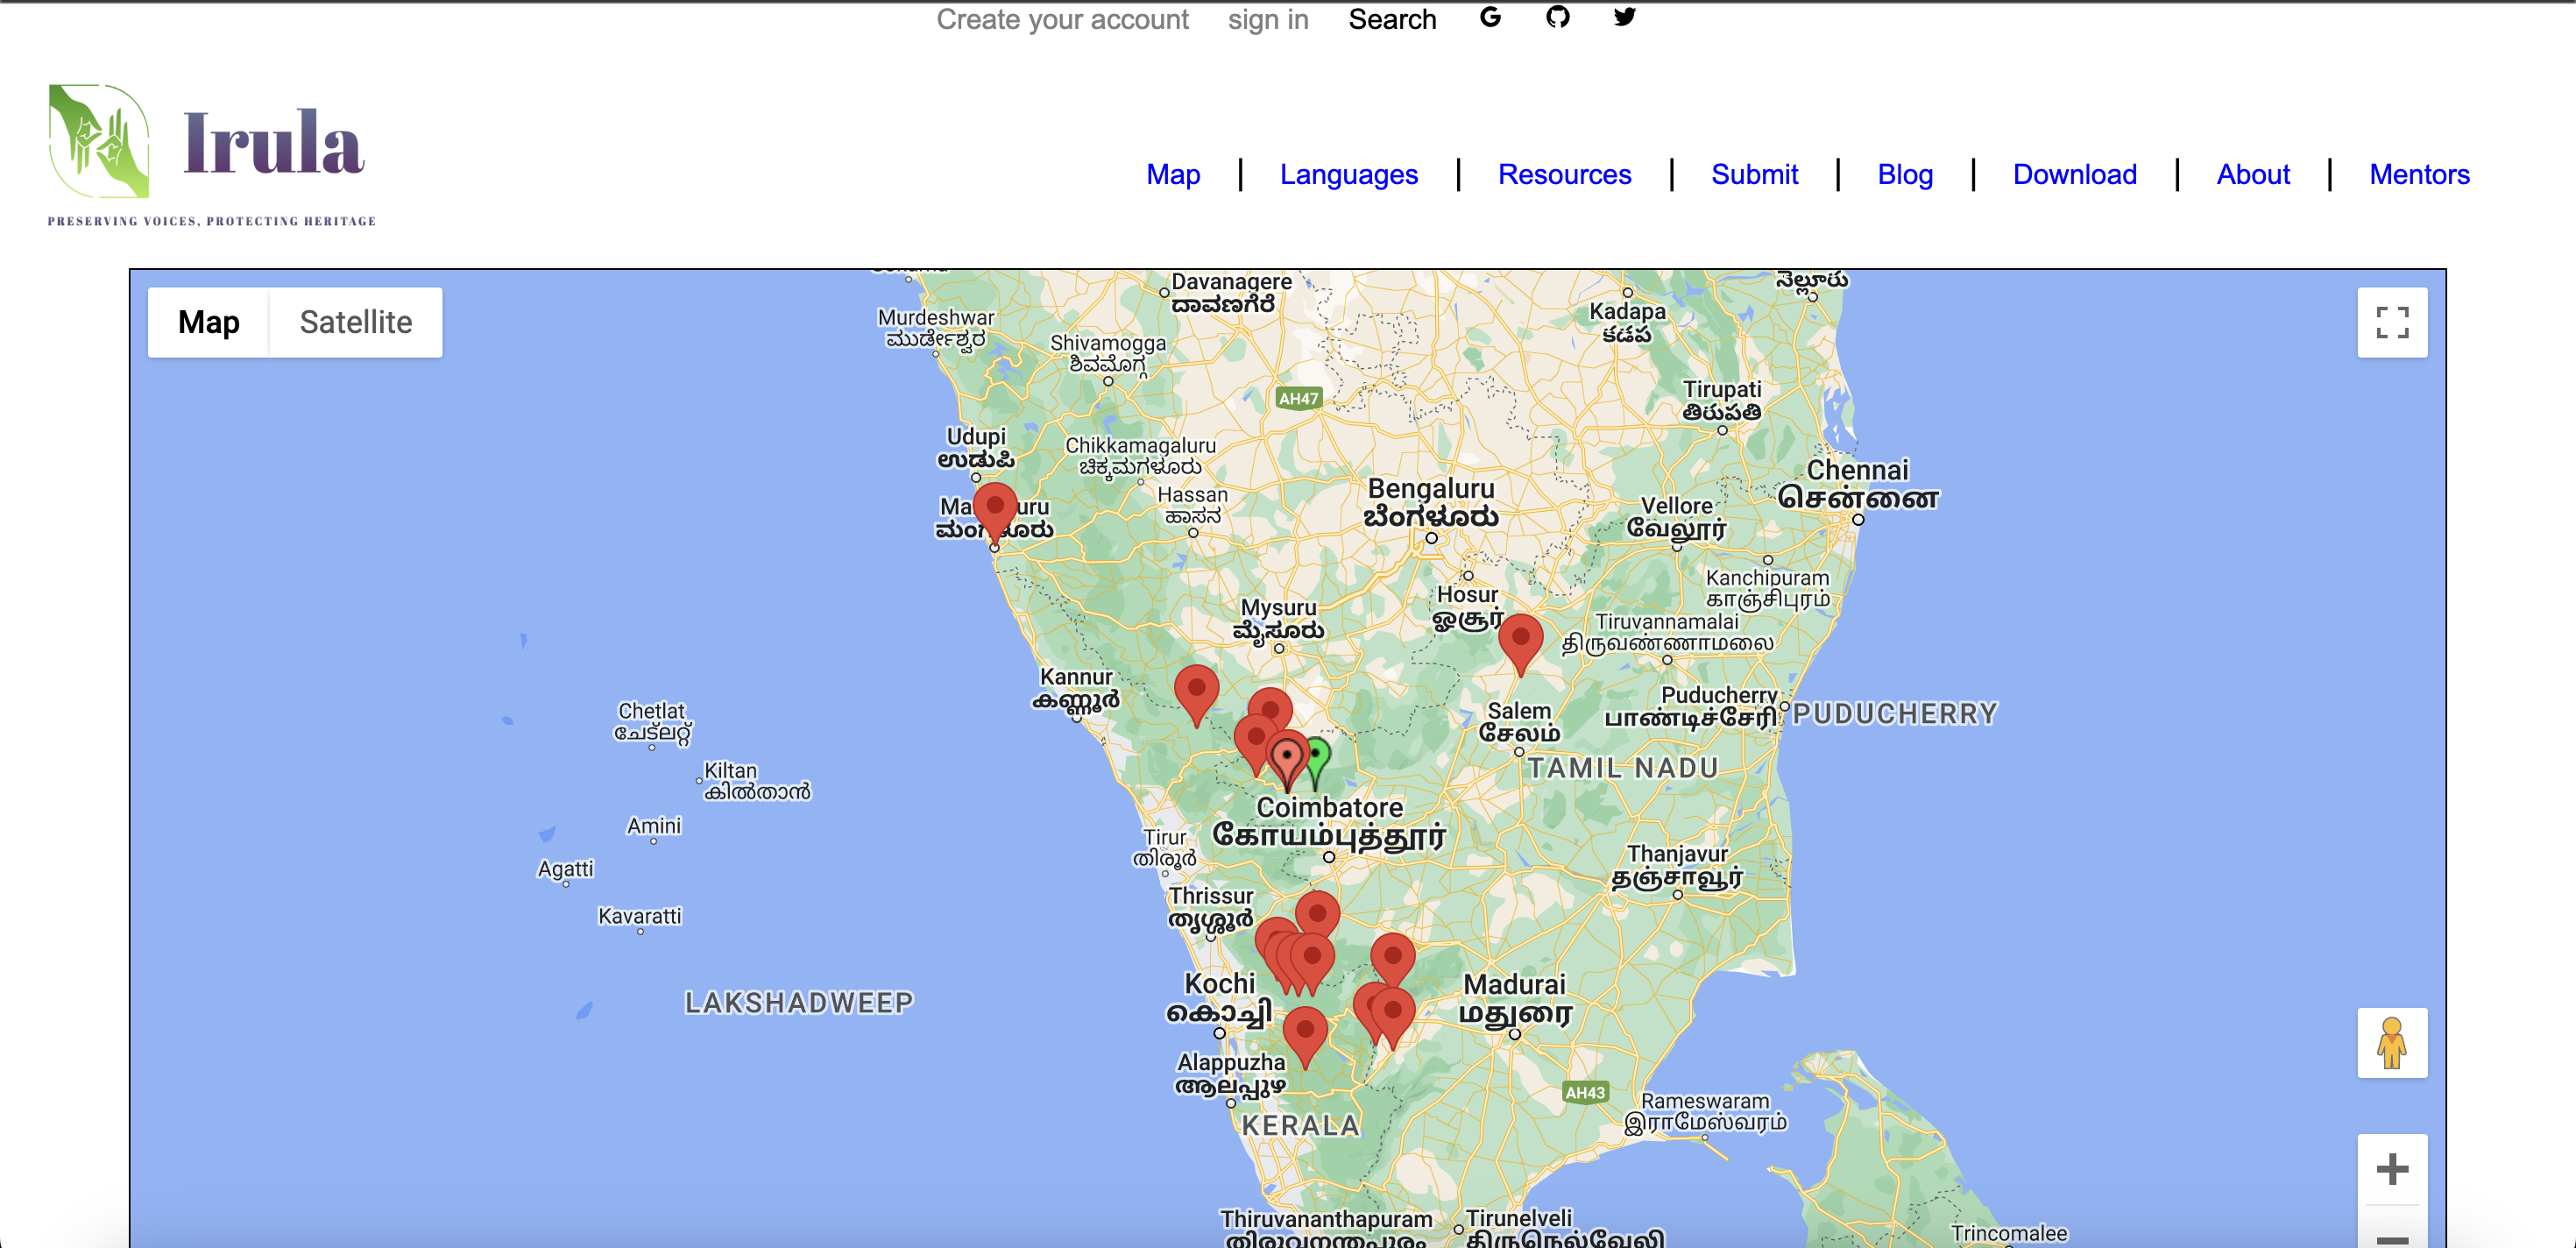 Create your account sign in Search
Irula
PRESERVING VOICES, PROTECTING HERITAGE
Map | Languages | Resources | Submit | Blog | Download | About | Mentors
Map Satellite
Davanagere
ದಾವಣಗೆರೆ
Murdeshwar
ಮುರ್ಡೇಶ್ವರ
Shivamogga
ಶಿವಮೊಗ್ಗ
AH47
Kadapa
కడప
నెల్లూరు
Tirupati
తిరుపతి
Udupi
ಉಡುಪಿ
Chikkamagaluru
ಚಿಕ್ಕಮಗಳೂರು
Hassan
ಹಾಸನ
Bengaluru
ಬೆಂಗಳೂರು
Vellore
வேலூர்
Chennai
சென்னை
Kanchipuram
காஞ்சிபுரம்
Mysuru
ಮೈಸೂರು
Hosur
ஓசூர்
Tiruvannamalai
திருவண்ணாமலை
Kannur
കണ്ണൂർ
Salem
சேலம்
Puducherry
பாண்டிச்சேரி
PUDUCHERRY
TAMIL NADU
Chetlat
ചേട്ലറ്റ്
Kiltan
കിൽതാൻ
Amini
Agatti
Kavaratti
LAKSHADWEEP
Coimbatore
கோயம்புத்தூர்
Tirur
തിരൂർ
Thrissur
തൃശ്ശൂർ
Thanjavur
தஞ்சாவூர்
Kochi
കൊച്ചി
Madurai
மதுரை
Alappuzha
ആലപ്പുഴ
KERALA
AH43
Rameswaram
இராமேஸ்வரம்
Thiruvananthapuram
തിരുവനന്തപുരം
Tirunelveli
திருநெல்வேலி
Trincomalee